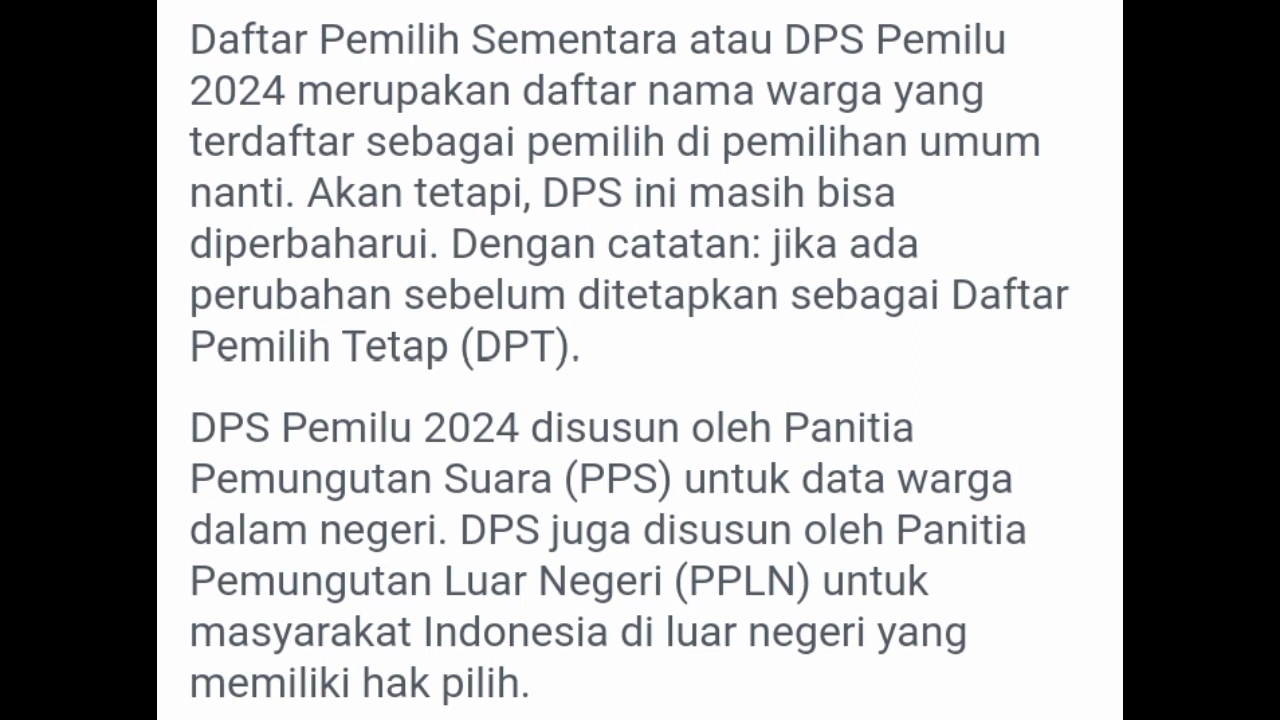 Daftar Pemilih Sementara atau DPS Pemilu
2024 merupakan daftar nama warga yang
terdaftar sebagai pemilih di pemilihan umum
nanti. Akan tetapi, DPS ini masih bisa
diperbaharui. Dengan catatan: jika ada
perubahan sebelum ditetapkan sebagai Daftar
Pemilih Tetap (DPT).
DPS Pemilu 2024 disusun oleh Panitia
Pemungutan Suara (PPS) untuk data warga
dalam negeri. DPS juga disusun oleh Panitia
Pemungutan Luar Negeri (PPLN) untuk
masyarakat Indonesia di luar negeri yang
memiliki hak pilih.